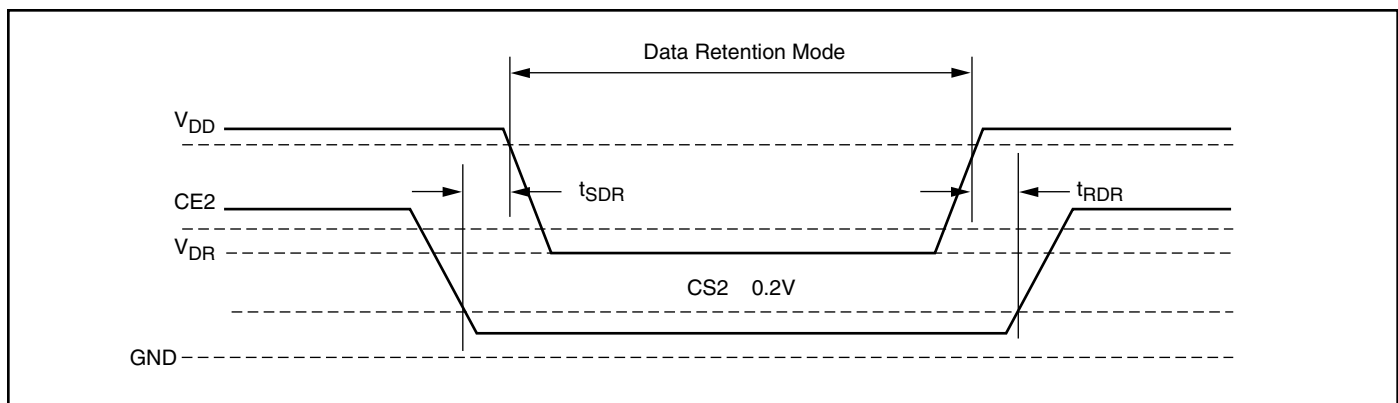 Data Retention Mode
VDD
tSDR
tRDR
CE2
VDR
CS2 0.2V
GND